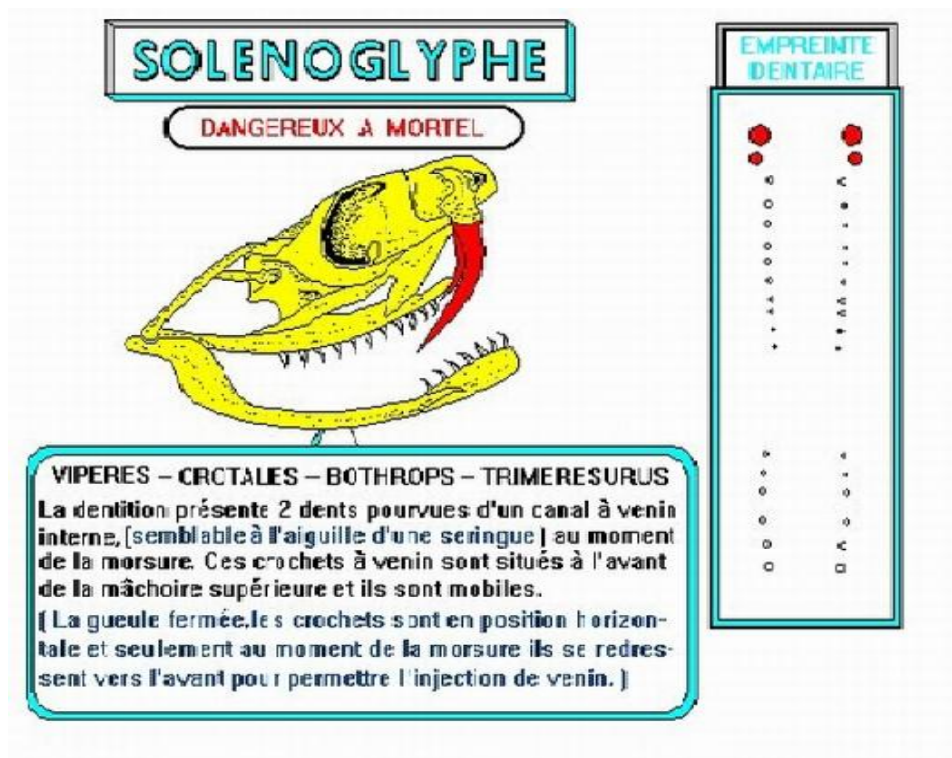 SOLENOGLYPHE
DANGEREUX A MORTEL
EMPREINTE
DENTAIRE
VIPERES – CROTALES – BOTHROPS – TRIMERESURUS
La dentition présente 2 dents pourvues d'un canal à venin
interne, (semblable à l'aiguille d'une seringue) au moment
de la morsure. Ces crochets à venin sont situés à l'avant
de la mâchoire supérieure et ils sont mobiles.
( La gueule fermée,les crochets sont en position horizon-
tale et seulement au moment de la morsure ils se redres-
sent vers l'avant pour permettre l'injection de venin. )